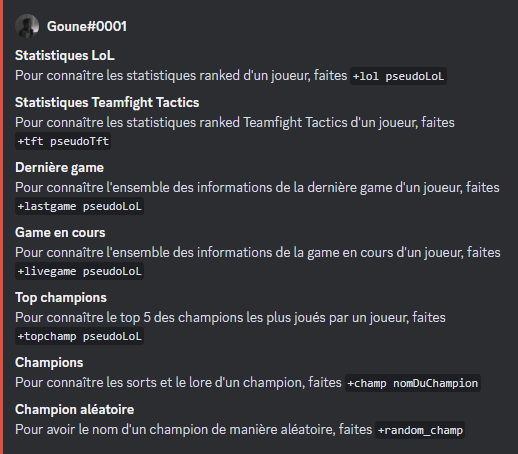 Goune#0001
Statistiques LoL
Pour connaître les statistiques ranked d'un joueur, faites +lol pseudoLoL
Statistiques Teamfight Tactics
Pour connaître les statistiques ranked Teamfight Tactics d'un joueur, faites
+tft pseudoTft
Dernière game
Pour connaître l'ensemble des informations de la dernière game d'un joueur, faites
+lastgame pseudoLoL
Game en cours
Pour connaître l'ensemble des informations de la game en cours d'un joueur, faites
+livegame pseudoLoL
Top champions
Pour connaître le top 5 des champions les plus joués par un joueur, faites
+topchamp pseudoLoL
Champions
Pour connaître les sorts et le lore d'un champion, faites +champ nomDuChampion
Champion aléatoire
Pour avoir le nom d'un champion de manière aléatoire, faites +random_champ